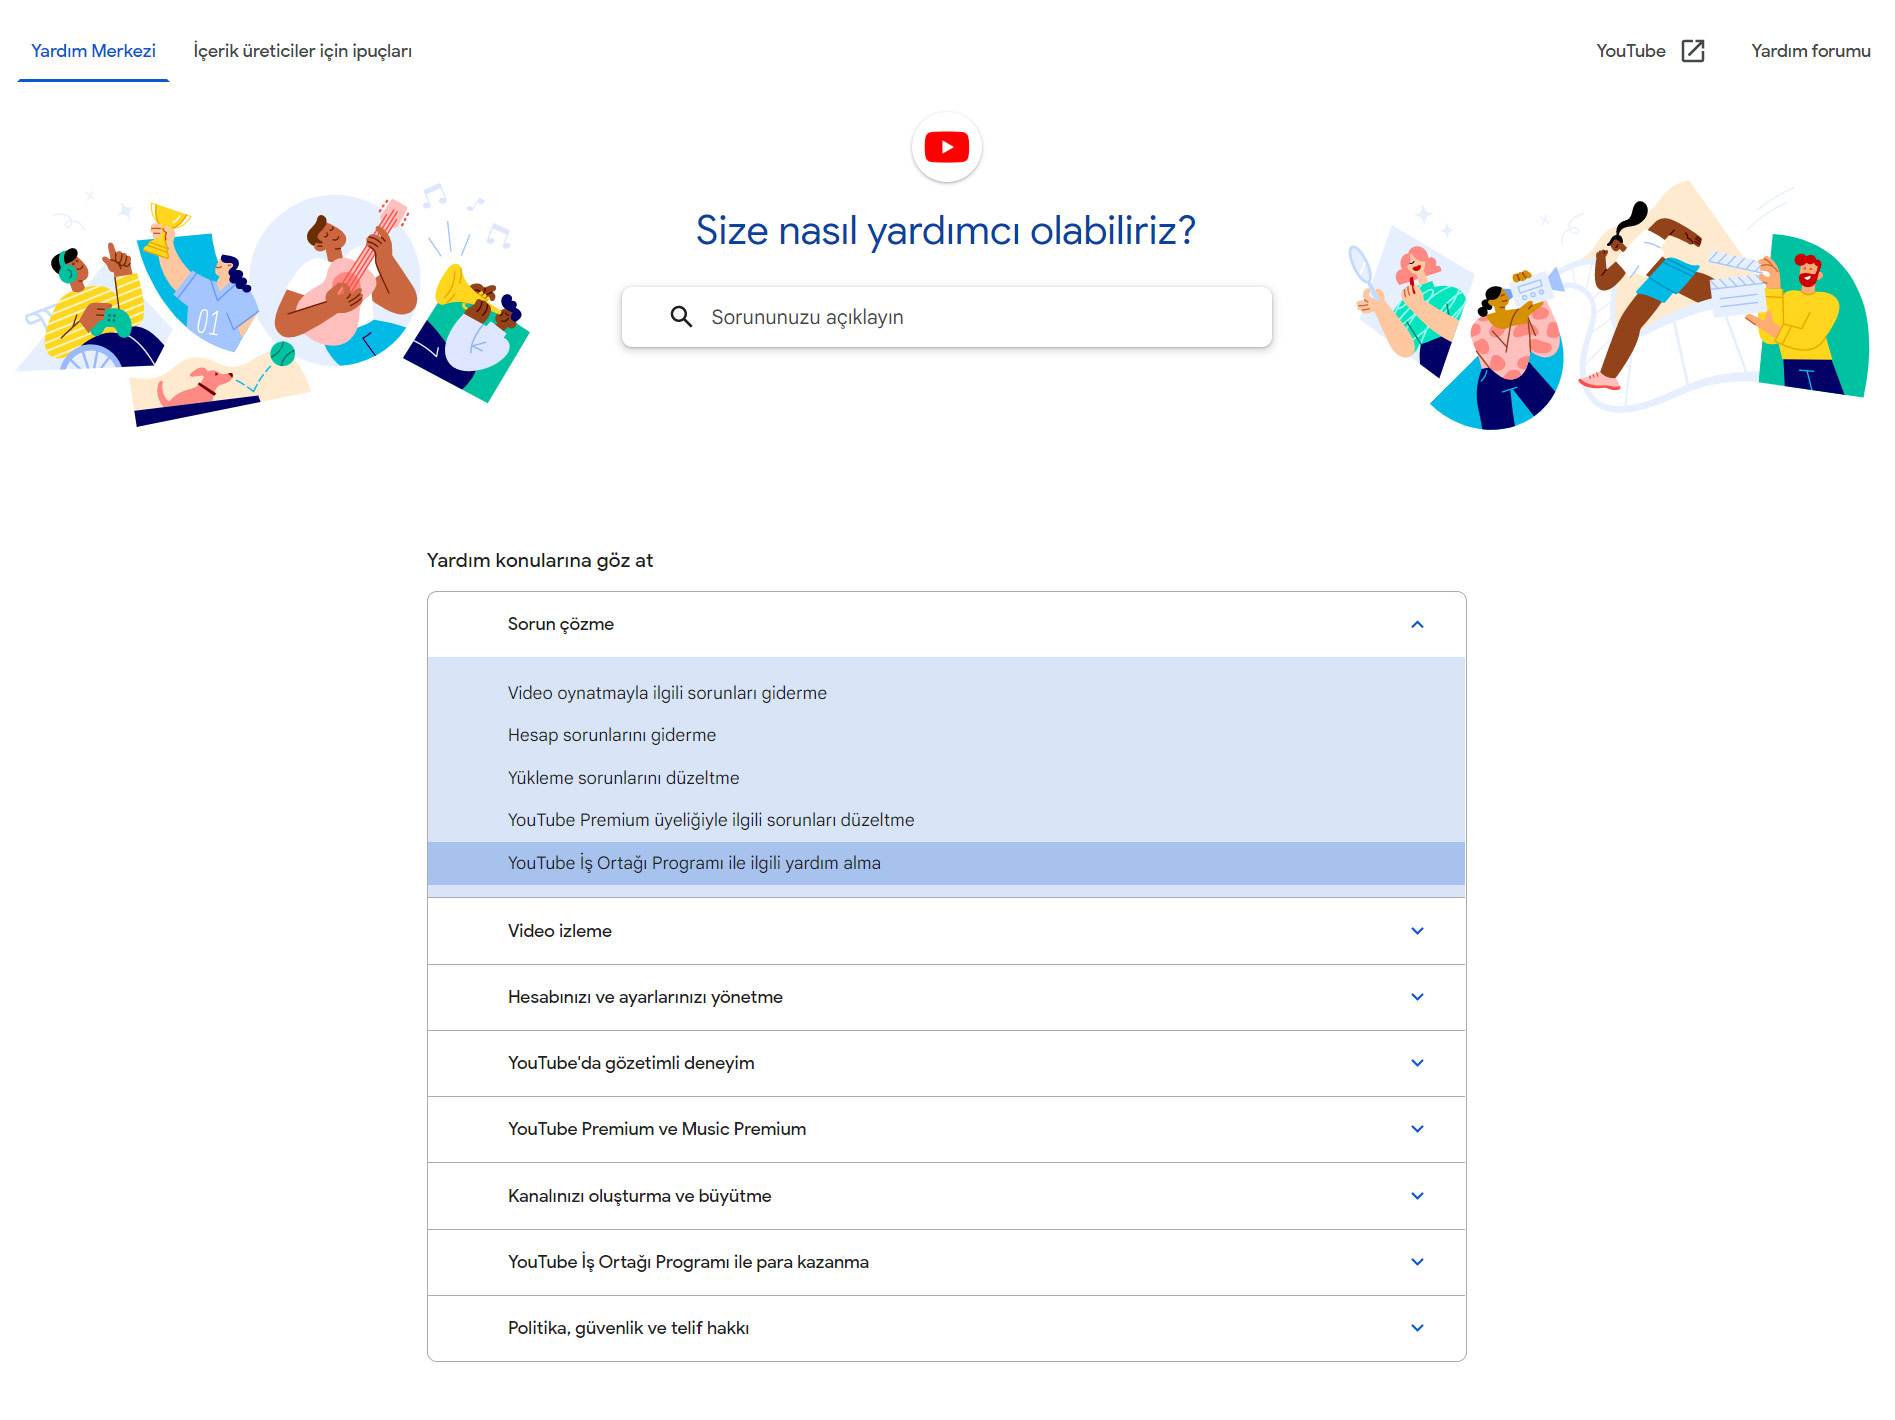 Yardım Merkezi
İçerik üreticiler için ipuçları
YouTube
Yardım forumu
Size nasıl yardımcı olabiliriz?
Sorununuzu açıklayın
01
Yardım konularına göz at
Sorun çözme
Video oynatmayla ilgili sorunları giderme
Hesap sorunlarını giderme
Yükleme sorunlarını düzeltme
YouTube Premium üyeliğiyle ilgili sorunları düzeltme
YouTube İş Ortağı Programı ile ilgili yardım alma
Video izleme
Hesabınızı ve ayarlarınızı yönetme
YouTube'da gözetimli deneyim
YouTube Premium ve Music Premium
Kanalınızı oluşturma ve büyütme
YouTube İş Ortağı Programı ile para kazanma
Politika, güvenlik ve telif hakkı